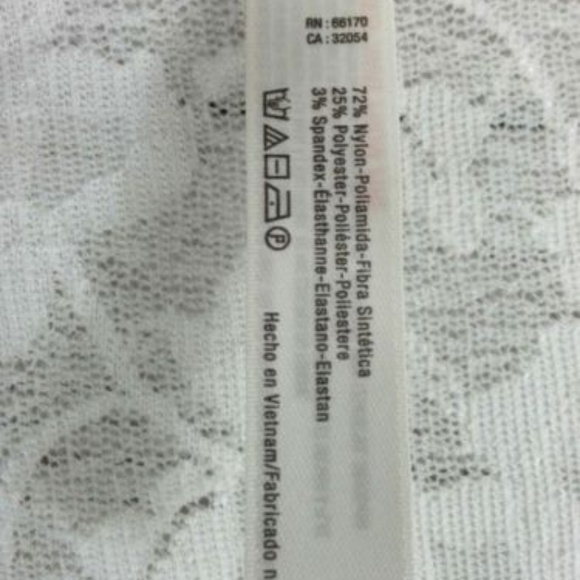 RN : 66170
CA : 32054
72% Nylon-Poliamida-Fibra Sintética
25% Polyester-Poliéster-Poliestere
3% Spandex-Élasthanne-Elastano-Elastan
Hecho en Vietnam/Fabricado n